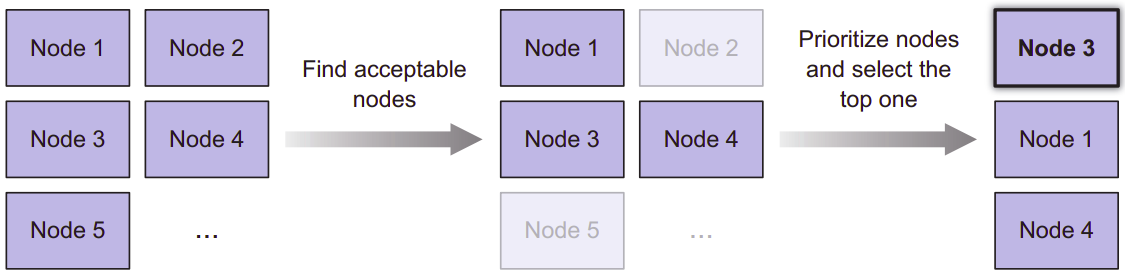 Node 1
Node 2
Node 3
Node 4
Node 5
...
Find acceptable
nodes
Node 1
Node 2
Node 3
Node 4
Node 5
...
Prioritize nodes
and select the
top one
Node 3
Node 1
Node 4